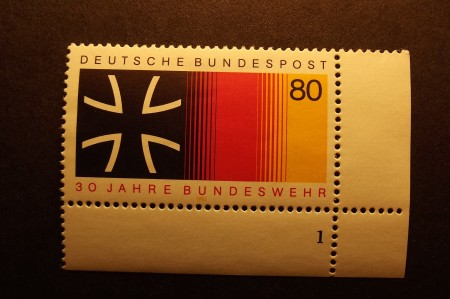 DEUTSCHE BUNDESPOST
80
30 JAHRE BUNDESWEHR
1